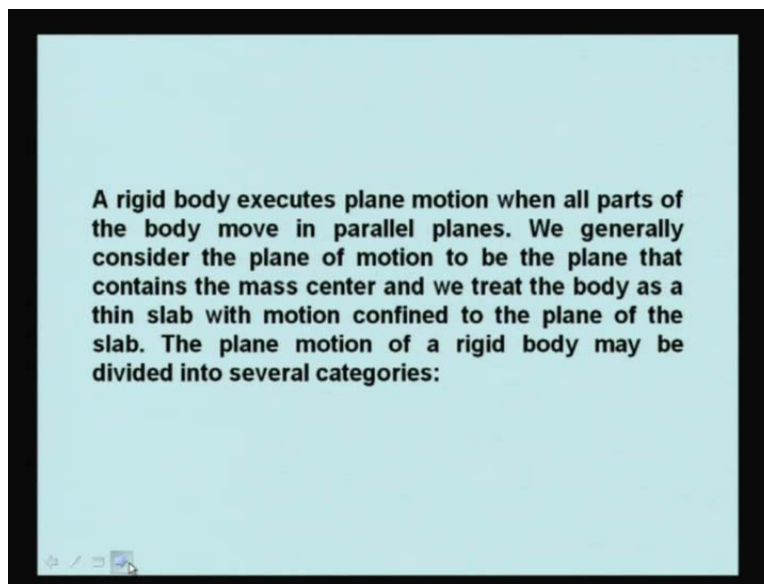 A rigid body executes plane motion when all parts of
the body move in parallel planes. We generally
consider the plane of motion to be the plane that
contains the mass center and we treat the body as a
thin slab with motion confined to the plane of the
slab. The plane motion of a rigid body may be
divided into several categories: